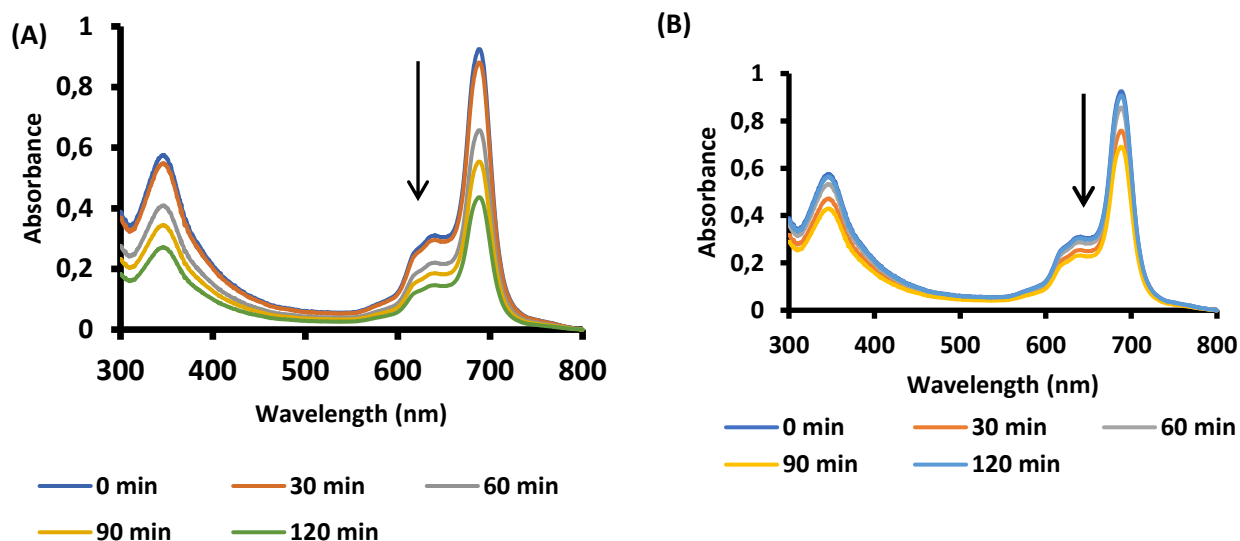 (A)
1
0,8
0,6
0,4
0,2
0
Absorbance
300 400 500 600 700 800
Wavelength (nm)
0 min 30 min 60 min
90 min 120 min
(B)
1
0,8
0,6
0,4
0,2
0
Absorbance
300 400 500 600 700 800
Wavelength (nm)
0 min 30 min 60 min
90 min 120 min